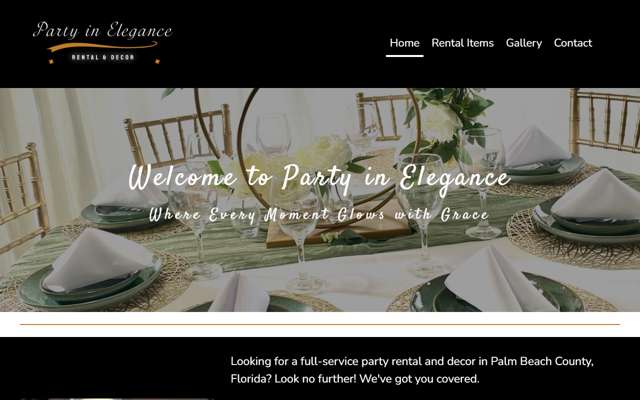 Party in Elegance
RENTAL & DECOR
Home Rental Items Gallery Contact
Welcome to Party in Elegance
Where Every Moment Glows with Grace
Looking for a full-service party rental and decor in Palm Beach County,
Florida? Look no further! We've got you covered.